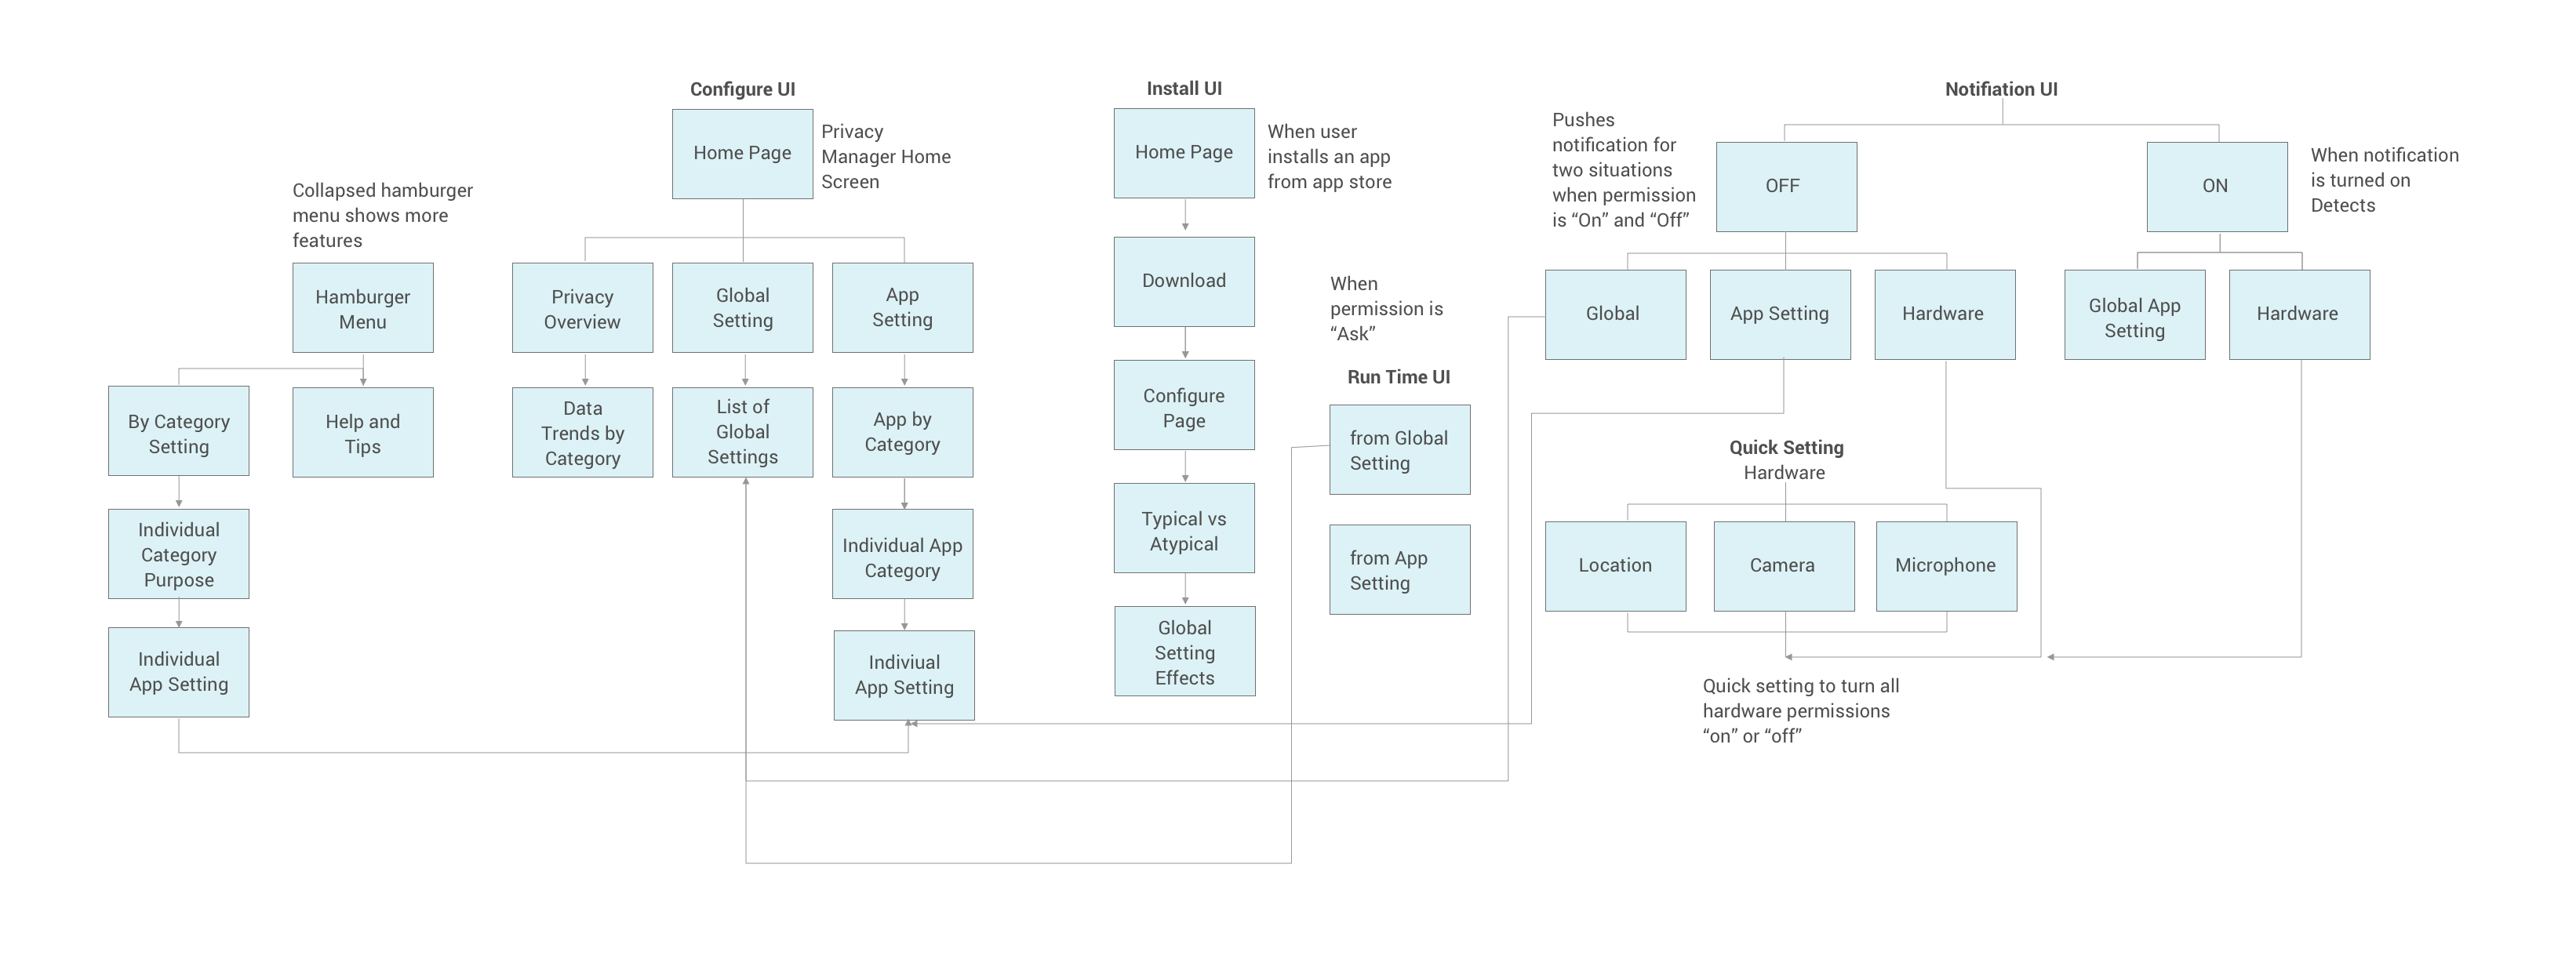 Configure UI
Home Page
Privacy
Manager Home
Screen
Collapsed hamburger
menu shows more
features
Hamburger
Menu
Privacy
Overview
Global
Setting
App
Setting
By Category
Setting
Help and
Tips
Data
Trends by
Category
List of
Global
Settings
App by
Category
Individual
Category
Purpose
Individual App
Category
Individual
App Setting
Indiviual
App Setting
Install UI
Home Page
When user
installs an app
from app store
Download
Configure
Page
Typical vs
Atypical
Global
Setting
Effects
When
permission is
“Ask”
Run Time UI
from Global
Setting
from App
Setting
Notifiation UI
Pushes
notification for
two situations
when permission
is “On” and “Off”
OFF
ON
When notification
is turned on
Detects
Global
App Setting
Hardware
Global App
Setting
Hardware
Quick Setting
Hardware
Location
Camera
Microphone
Quick setting to turn all
hardware permissions
“on” or “off”